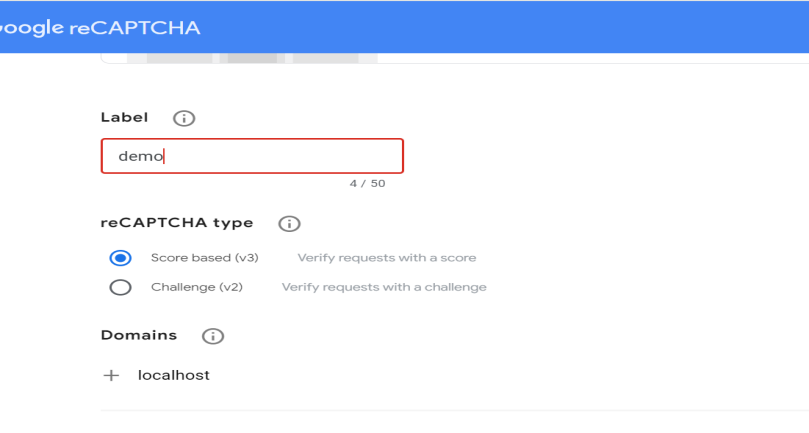 Google reCAPTCHA
Label
demo
4 / 50
reCAPTCHA type
Score based (v3) Verify requests with a score
Challenge (v2) Verify requests with a challenge
Domains
+ localhost